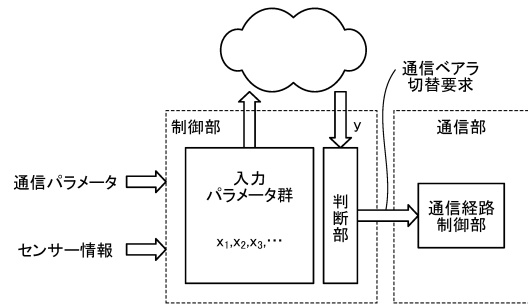 通信ベアラ
切替要求
制御部
y
通信部
通信パラメータ
センサー情報
入力
パラメータ群
x₁,x₂,x₃,…
判断部
通信経路
制御部